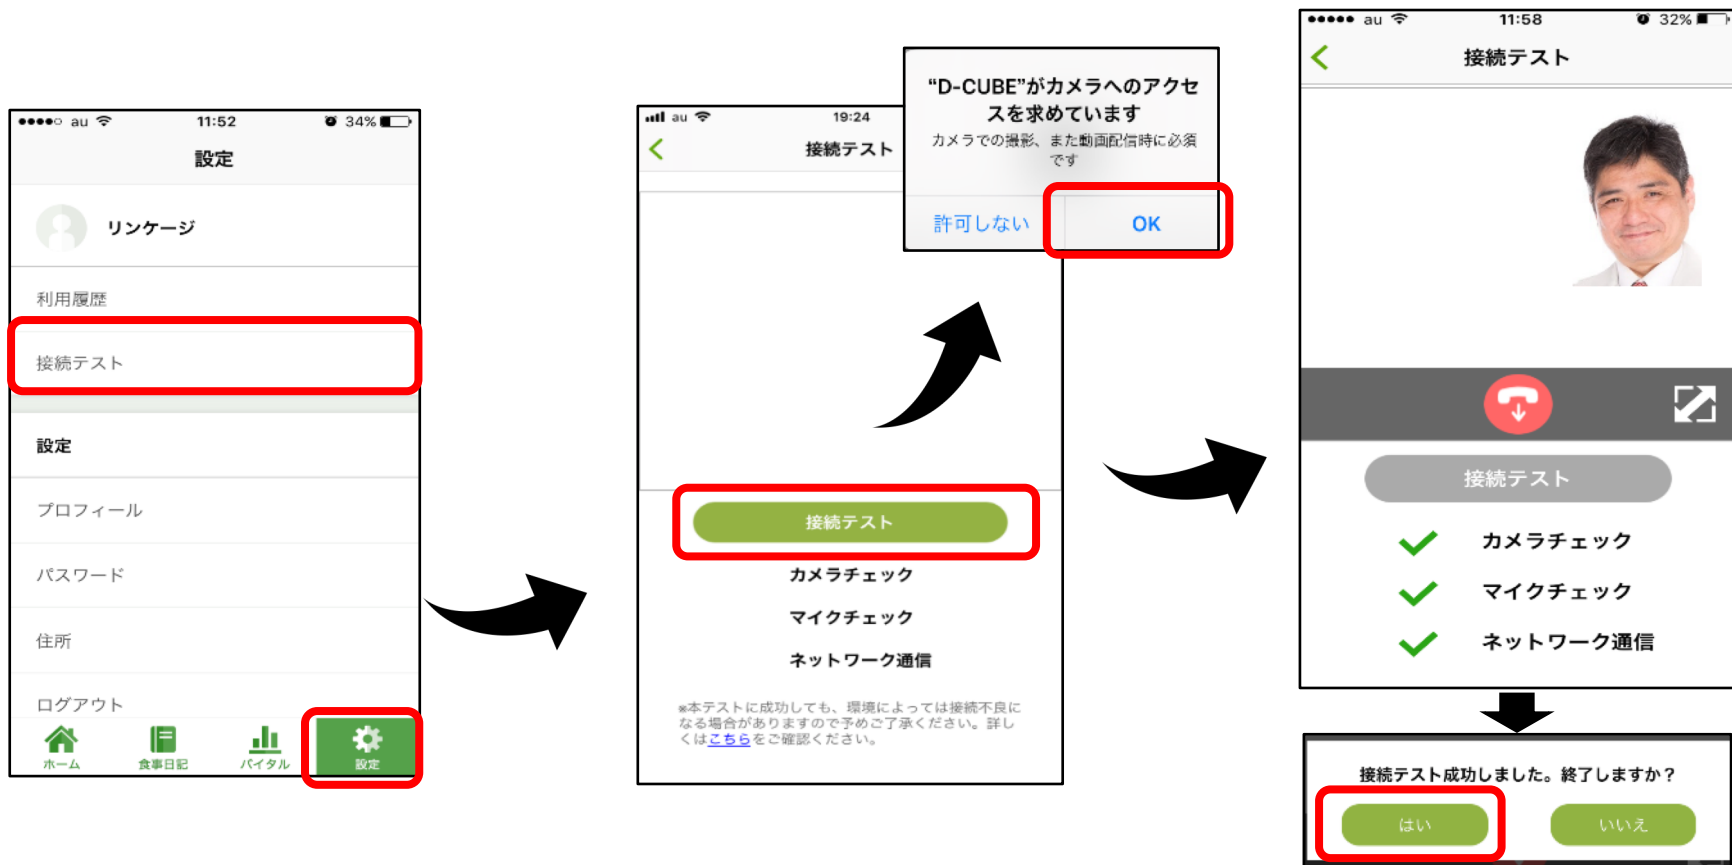 au 11:52 34%
設定
リンケージ
利用履歴
接続テスト
設定
プロフィール
パスワード
住所
ログアウト
ホーム 食事日記 バイタル 設定
au 19:24
接続テスト
“D-CUBE”がカメラへのアクセ
スを求めています
カメラでの撮影、また動画配信時に必須
です
許可しない OK
接続テスト
カメラチェック
マイクチェック
ネットワーク通信
※本テストに成功しても、環境によっては接続不良に
なる場合がありますので予めご了承ください。詳し
くはこちらをご確認ください。
au 11:58 32%
接続テスト
接続テスト
カメラチェック
マイクチェック
ネットワーク通信
接続テスト成功しました。終了しますか？
はい いいえ